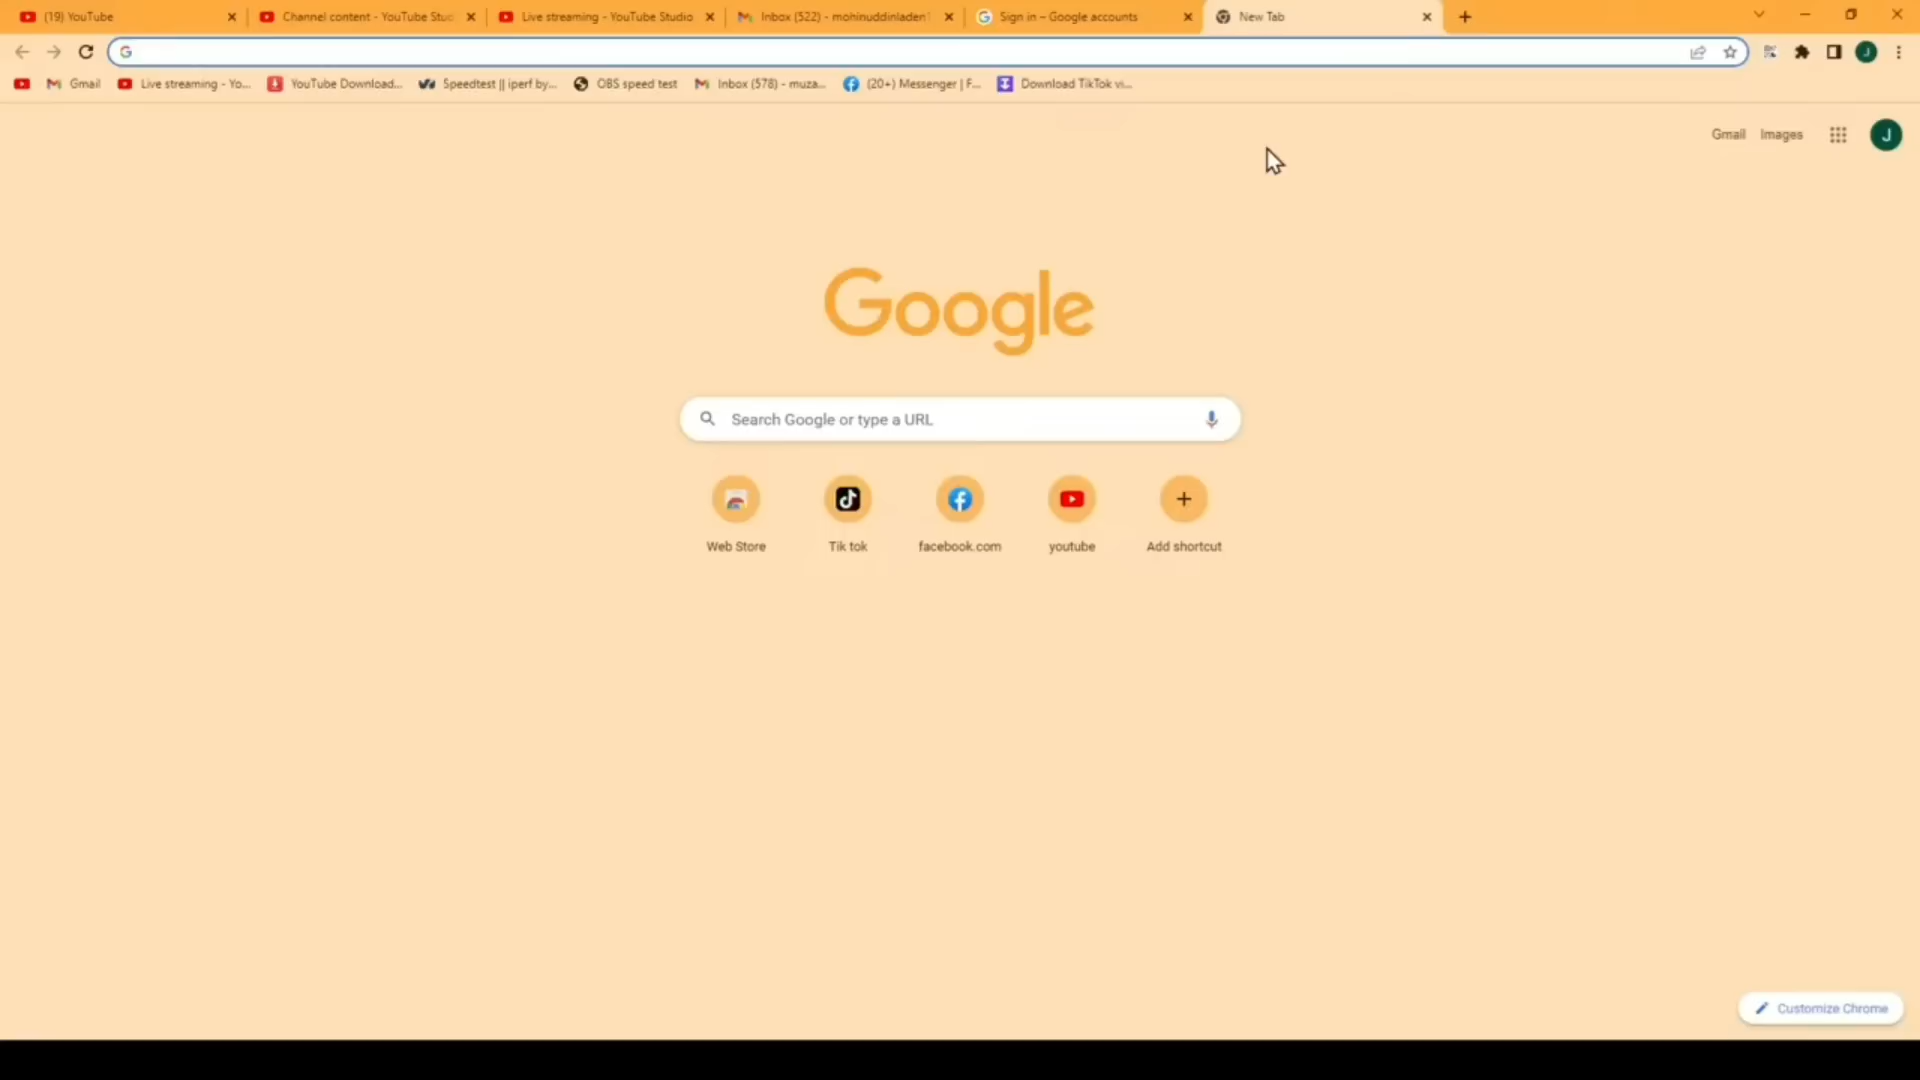 (19) YouTube
Channel content - YouTube Stu
Live streaming - YouTube Studio
Inbox (522) - mohinuddinladen
Sign in – Google accounts
New Tab
Gmail
Live streaming - Yo...
YouTube Download...
Speedtest || iperf by...
OBS speed test
Inbox (578) - muza...
(20+) Messenger | F...
Download TikTok vi...
Gmail
Images
J
J
Google
Search Google or type a URL
Web Store
Tik tok
facebook.com
youtube
Add shortcut
Customize Chrome